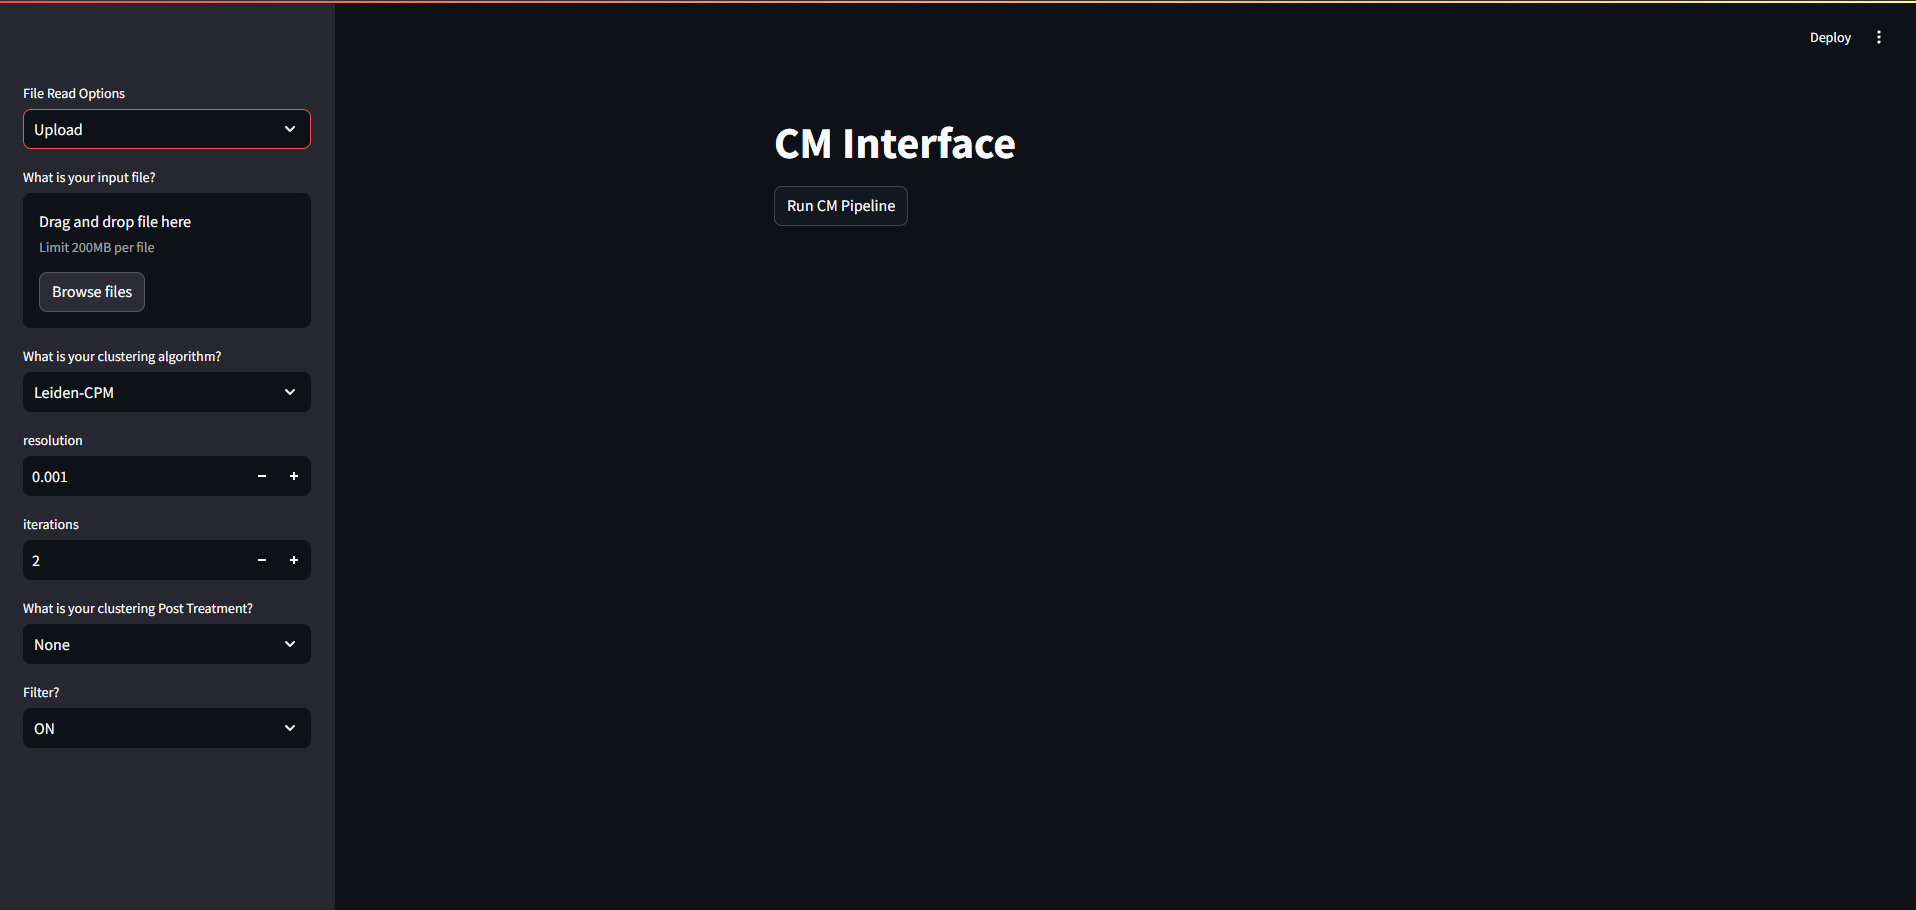 Deploy
File Read Options
Upload
What is your input file?
Drag and drop file here
Limit 200MB per file
Browse files
What is your clustering algorithm?
Leiden-CPM
resolution
0.001
iterations
2
What is your clustering Post Treatment?
None
Filter?
ON
CM Interface
Run CM Pipeline